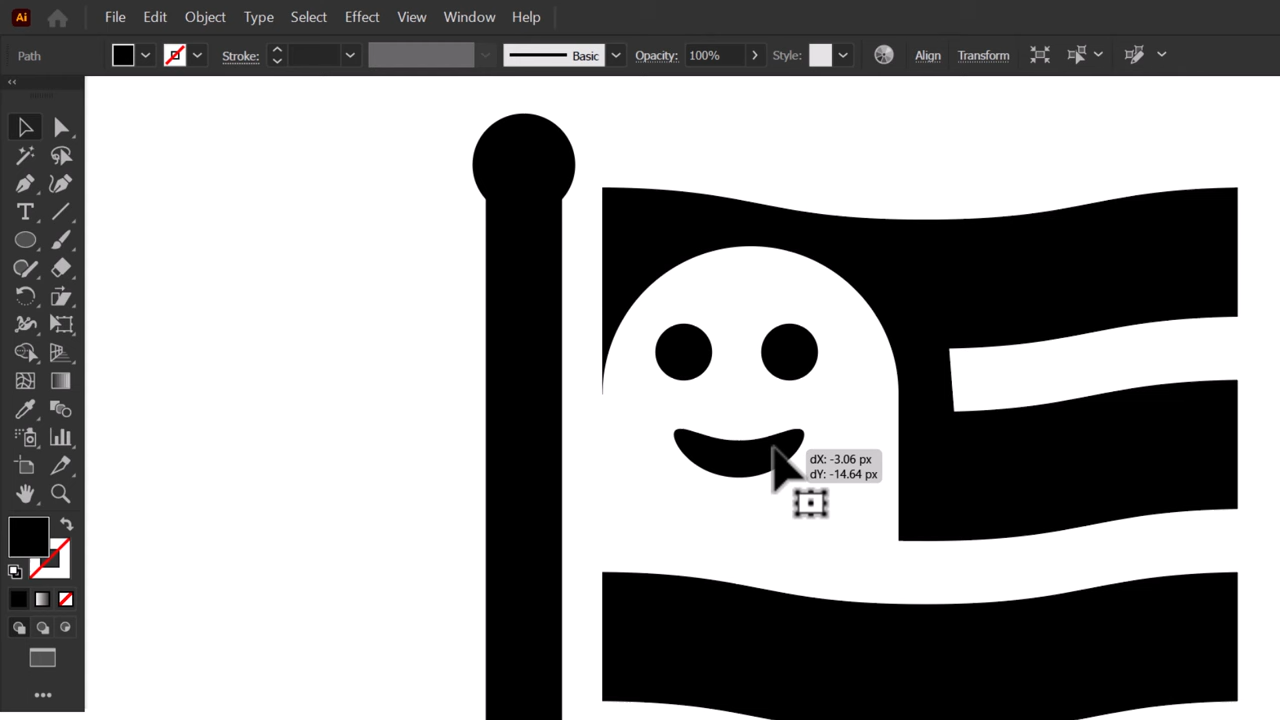 Ai File Edit Object Type Select Effect View Window Help
Path Stroke: Basic Opacity: 100% Style: Align Transform
dX: -3.06 px
dY: -14.64 px